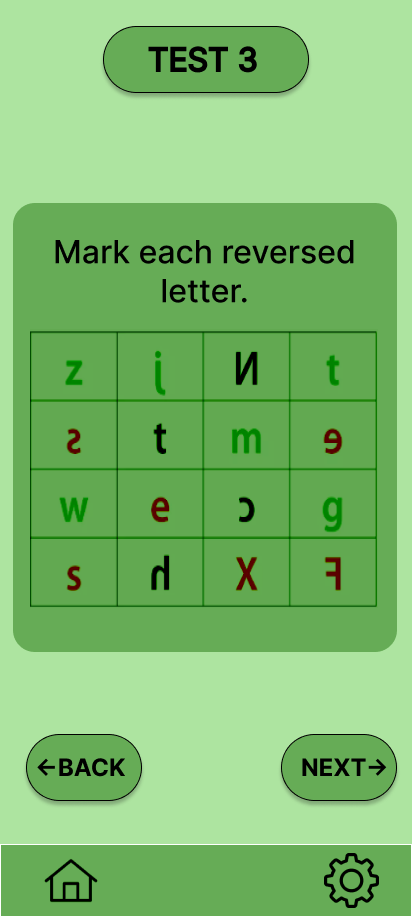 TEST 3
Mark each reversed
letter.
z į И t
ƨ t m ɘ
w e ɔ g
s ʜ X ꟻ
←BACK NEXT→